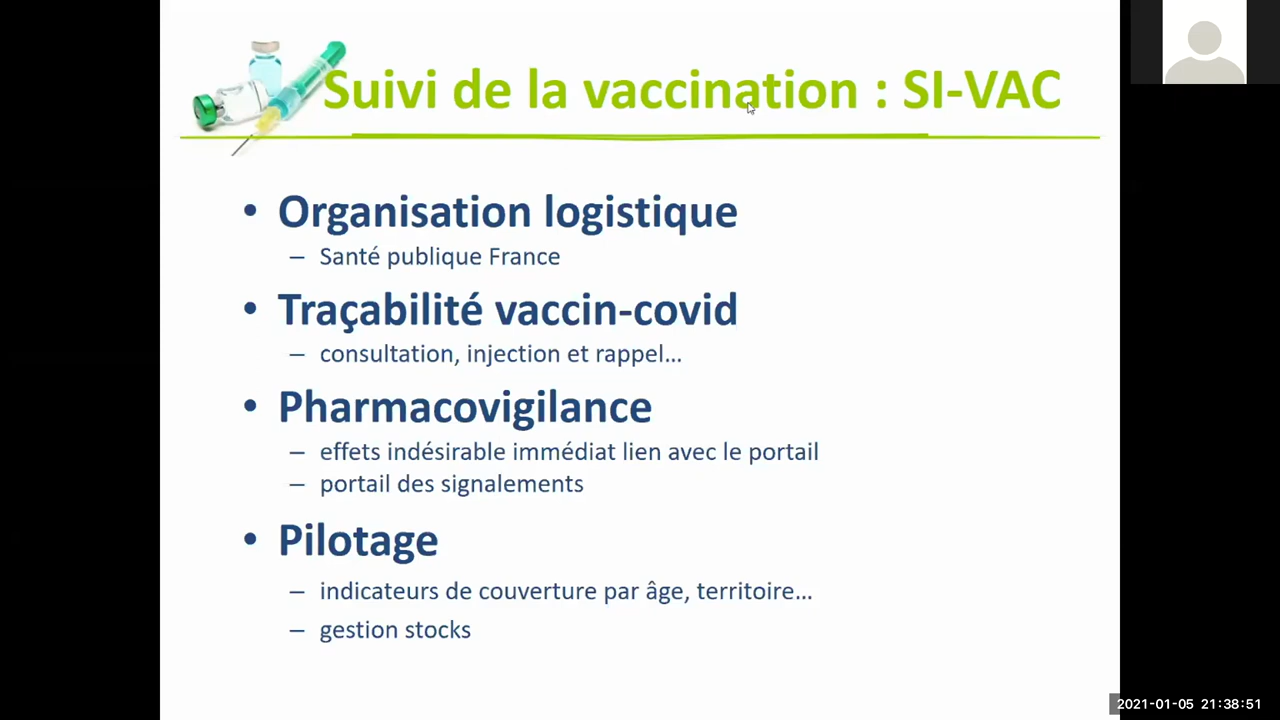 Suivi de la vaccination : SI-VAC
• Organisation logistique
– Santé publique France
• Traçabilité vaccin-covid
– consultation, injection et rappel...
• Pharmacovigilance
– effets indésirable immédiat lien avec le portail
– portail des signalements
• Pilotage
– indicateurs de couverture par âge, territoire...
– gestion stocks
2021-01-05 21:38:51